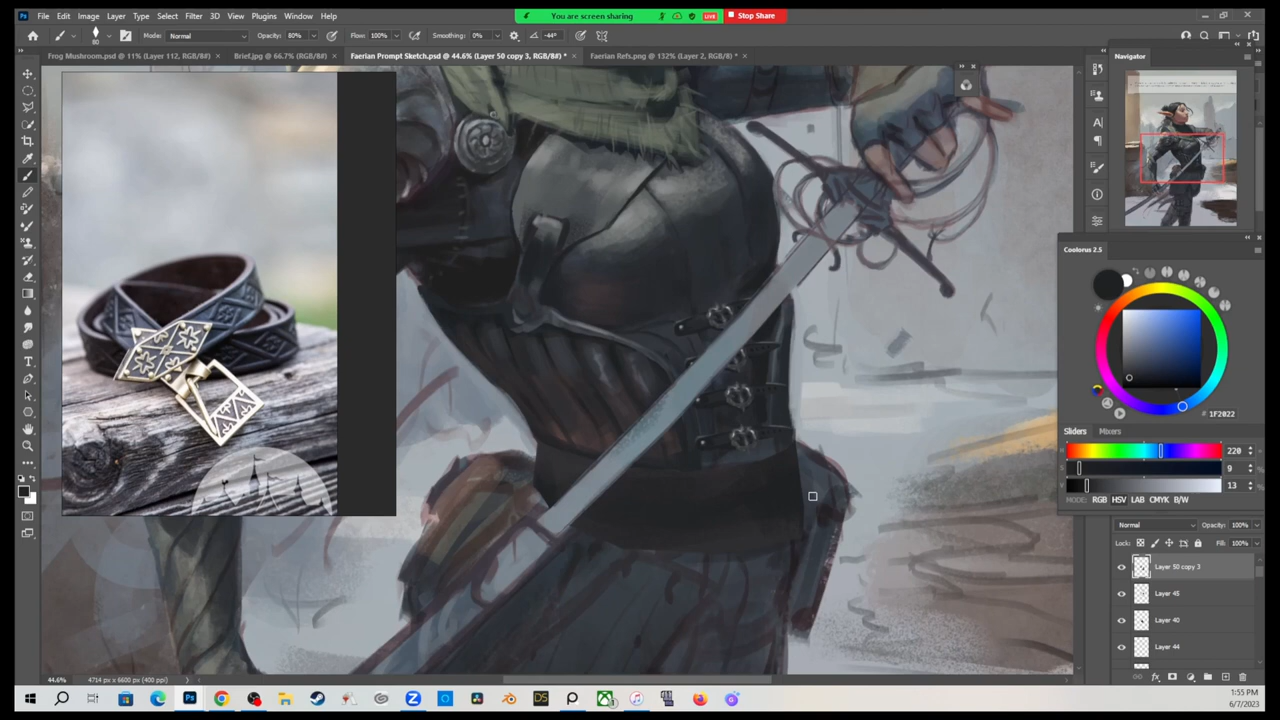 You are screen sharing LIVE Stop Share
File Edit Image Layer Type Select Filter 3D View Plugins Window Help
80 Mode: Normal Opacity: 80% Flow: 100% Smoothing: 0% -44°
Frog Mushroom.psd @ 11% (Layer 112, RGB/8#) × Brief.jpg @ 66.7% (RGB/8#) × Faerian Prompt Sketch.psd @ 44.6% (Layer 50 copy 3, RGB/8#) * × Faerian Refs.png @ 132% (Layer 2, RGB/8#) * ×
Navigator
Coolorus 2.5
# 1F2022
Sliders Mixers
H 220
S 9
V 13
MODE: RGB HSV LAB CMYK B/W
Normal Opacity: 100%
Lock: Fill: 100%
Layer 50 copy 3
Layer 45
Layer 40
Layer 44
44.6% 4714 px x 6600 px (400 ppi)
1:55 PM
6/7/2023